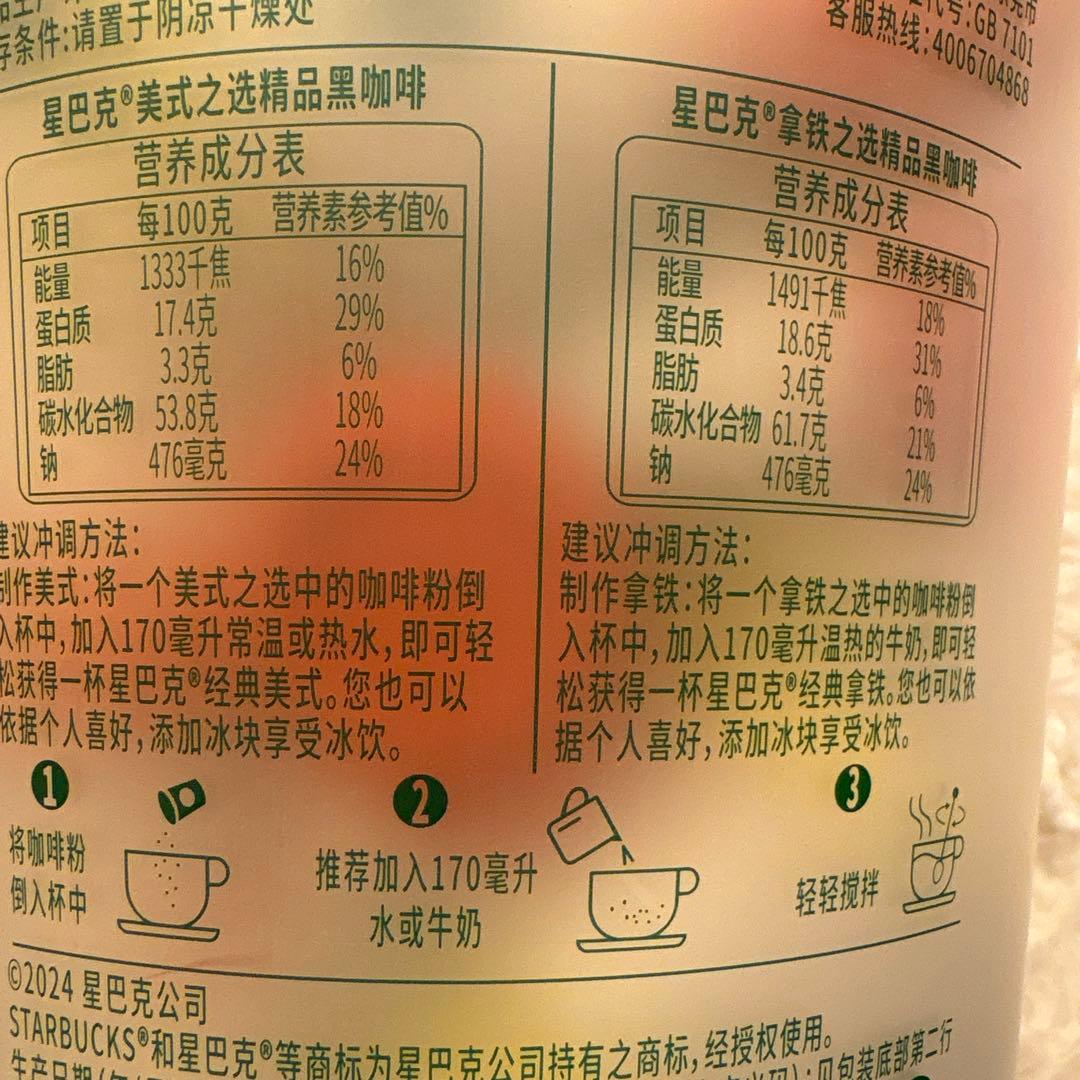 存条件:请置于阴凉干燥处
代号:GB 7101
客服热线:4006704868
星巴克®美式之选精品黑咖啡
营养成分表
项目 每100克 营养素参考值%
能量 1333千焦 16%
蛋白质 17.4克 29%
脂肪 3.3克 6%
碳水化合物 53.8克 18%
钠 476毫克 24%
建议冲调方法:
制作美式:将一个美式之选中的咖啡粉倒
入杯中,加入170毫升常温或热水,即可轻
松获得一杯星巴克®经典美式。您也可以
依据个人喜好,添加冰块享受冰饮。
星巴克®拿铁之选精品黑咖啡
营养成分表
项目 每100克 营养素参考值%
能量 1491千焦 18%
蛋白质 18.6克 31%
脂肪 3.4克 6%
碳水化合物 61.7克 21%
钠 476毫克 24%
建议冲调方法:
制作拿铁:将一个拿铁之选中的咖啡粉倒
入杯中,加入170毫升温热的牛奶,即可轻
松获得一杯星巴克®经典拿铁。您也可以依
据个人喜好,添加冰块享受冰饮。
1
将咖啡粉
倒入杯中
2
推荐加入170毫升
水或牛奶
3
轻轻搅拌
©2024 星巴克公司
STARBUCKS®和星巴克®等商标为星巴克公司持有之商标,经授权使用。
生产日期 见包装底部第二行